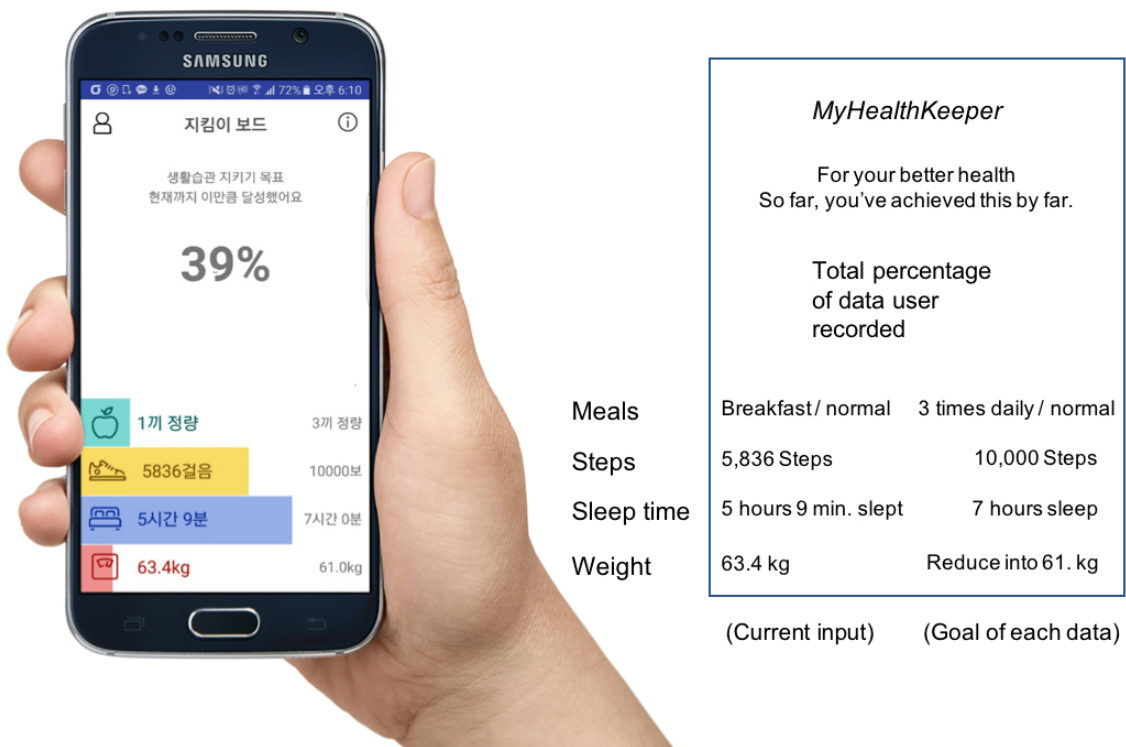 SAMSUNG
72% 오후 6:10
지킴이 보드
생활습관 지키기 목표
현재까지 이만큼 달성했어요
39%
1끼 정량 3끼 정량
5836걸음 10000보
5시간 9분 7시간 0분
63.4kg 61.0kg
MyHealthKeeper
For your better health
So far, you've achieved this by far.
Total percentage
of data user
recorded
Meals Breakfast / normal 3 times daily / normal
Steps 5,836 Steps 10,000 Steps
Sleep time 5 hours 9 min. slept 7 hours sleep
Weight 63.4 kg Reduce into 61. kg
(Current input) (Goal of each data)